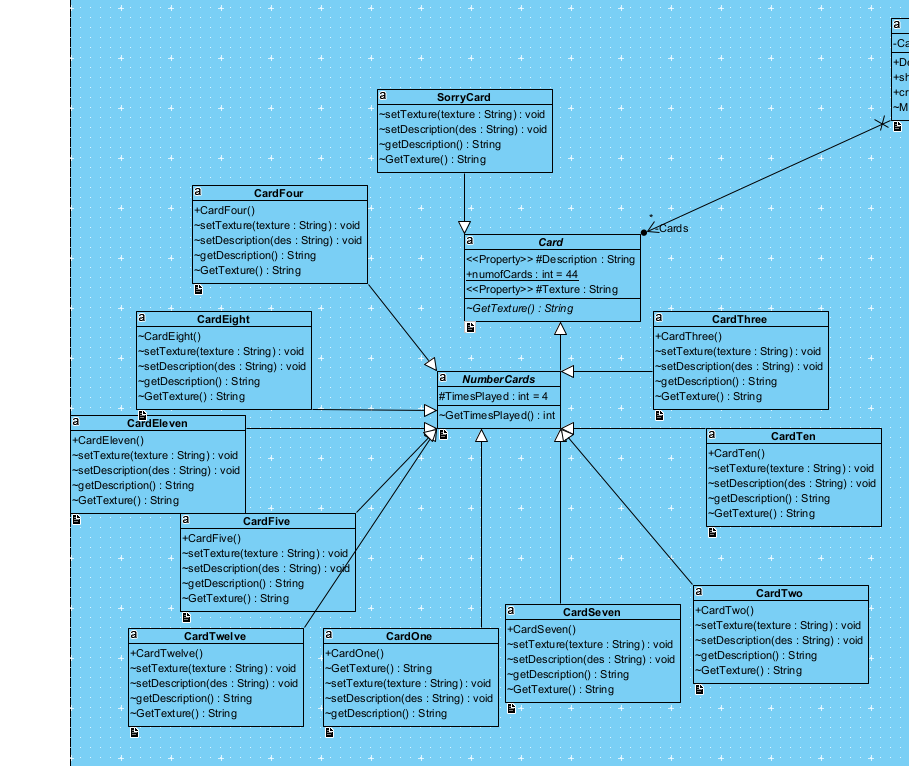 a
-Ca
+De
+sh
+cr
~M
a
SorryCard
~setTexture(texture : String) : void
~setDescription(des : String) : void
~getDescription() : String
~GetTexture() : String
a
CardFour
+CardFour()
~setTexture(texture : String) : void
~setDescription(des : String) : void
~getDescription() : String
~GetTexture() : String
*
-Cards
a
Card
<<Property>> #Description : String
+numofCards : int = 44
<<Property>> #Texture : String
~GetTexture() : String
a
CardEight
~CardEight()
~setTexture(texture : String) : void
~setDescription(des : String) : void
~getDescription() : String
~GetTexture() : String
a
CardThree
+CardThree()
~setTexture(texture : String) : void
~setDescription(des : String) : void
~getDescription() : String
~GetTexture() : String
a
NumberCards
#TimesPlayed : int = 4
~GetTimesPlayed() : int
a
CardEleven
+CardEleven()
~setTexture(texture : String) : void
~setDescription(des : String) : void
~getDescription() : String
~GetTexture() : String
a
CardTen
+CardTen()
~setTexture(texture : String) : void
~setDescription(des : String) : void
~getDescription() : String
~GetTexture() : String
a
CardFive
+CardFive()
~setTexture(texture : String) : void
~setDescription(des : String) : void
~getDescription() : String
~GetTexture() : String
a
CardTwo
+CardTwo()
~setTexture(texture : String) : void
~setDescription(des : String) : void
~getDescription() : String
~GetTexture() : String
a
CardSeven
+CardSeven()
~setTexture(texture : String) : void
~setDescription(des : String) : void
~getDescription() : String
~GetTexture() : String
a
CardTwelve
+CardTwelve()
~setTexture(texture : String) : void
~setDescription(des : String) : void
~getDescription() : String
~GetTexture() : String
a
CardOne
+CardOne()
~GetTexture() : String
~setTexture(texture : String) : void
~setDescription(des : String) : void
~getDescription() : String